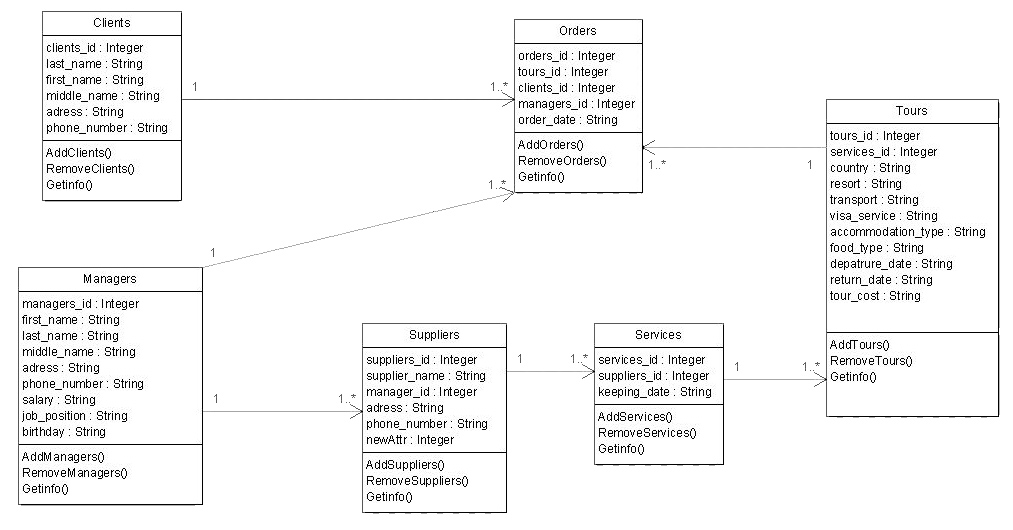 Clients
clients_id : Integer
last_name : String
first_name : String
middle_name : String
adress : String
phone_number : String
AddClients()
RemoveClients()
Getinfo()
1
1..*
Orders
orders_id : Integer
tours_id : Integer
clients_id : Integer
managers_id : Integer
order_date : String
AddOrders()
RemoveOrders()
Getinfo()
1..*
1
1..*
1
Tours
tours_id : Integer
services_id : Integer
country : String
resort : String
transport : String
visa_service : String
accommodation_type : String
food_type : String
depatrure_date : String
return_date : String
tour_cost : String
AddTours()
RemoveTours()
Getinfo()
Managers
managers_id : Integer
first_name : String
last_name : String
middle_name : String
adress : String
phone_number : String
salary : String
job_position : String
birthday : String
AddManagers()
RemoveManagers()
Getinfo()
1
1..*
Suppliers
suppliers_id : Integer
supplier_name : String
manager_id : Integer
adress : String
phone_number : String
newAttr : Integer
AddSuppliers()
RemoveSuppliers()
Getinfo()
1
1..*
Services
services_id : Integer
suppliers_id : Integer
keeping_date : String
AddServices()
RemoveServices()
Getinfo()
1
1..*